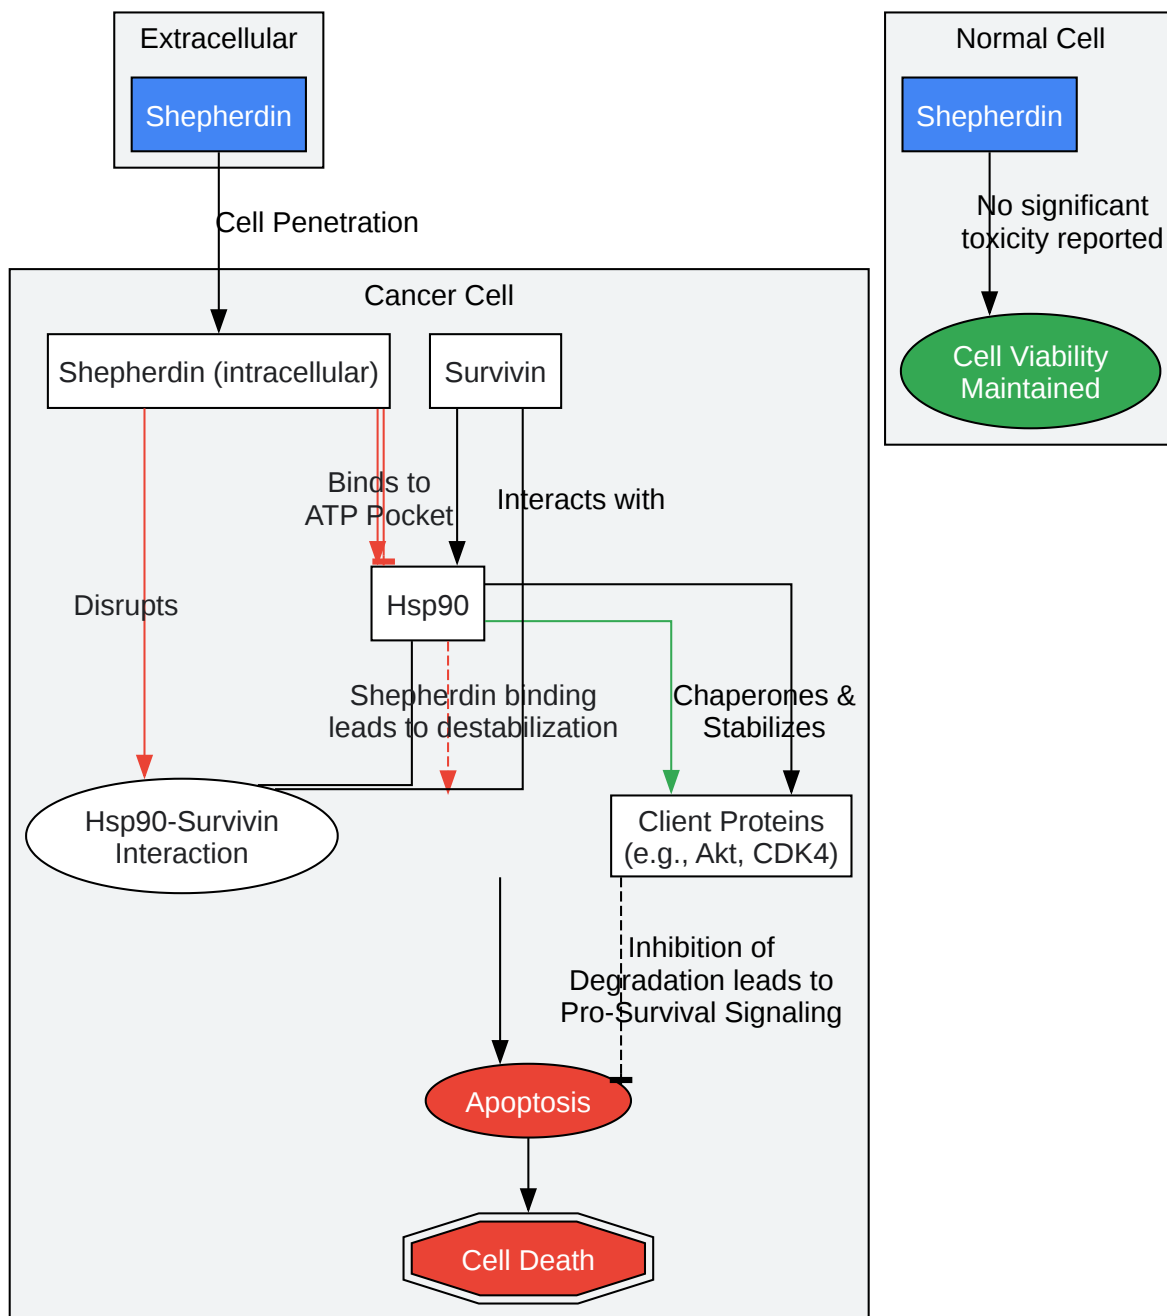 Extracellular
Shepherdin
Normal Cell
Shepherdin
Cell Penetration
No significant
toxicity reported
Cancer Cell
Shepherdin (intracellular)
Survivin
Cell Viability
Maintained
Binds to
ATP Pocket
Interacts with
Disrupts
Hsp90
Shepherdin binding
leads to destabilization
Chaperones &
Stabilizes
Hsp90-Survivin
Interaction
Client Proteins
(e.g., Akt, CDK4)
Inhibition of
Degradation leads to
Pro-Survival Signaling
Apoptosis
Cell Death